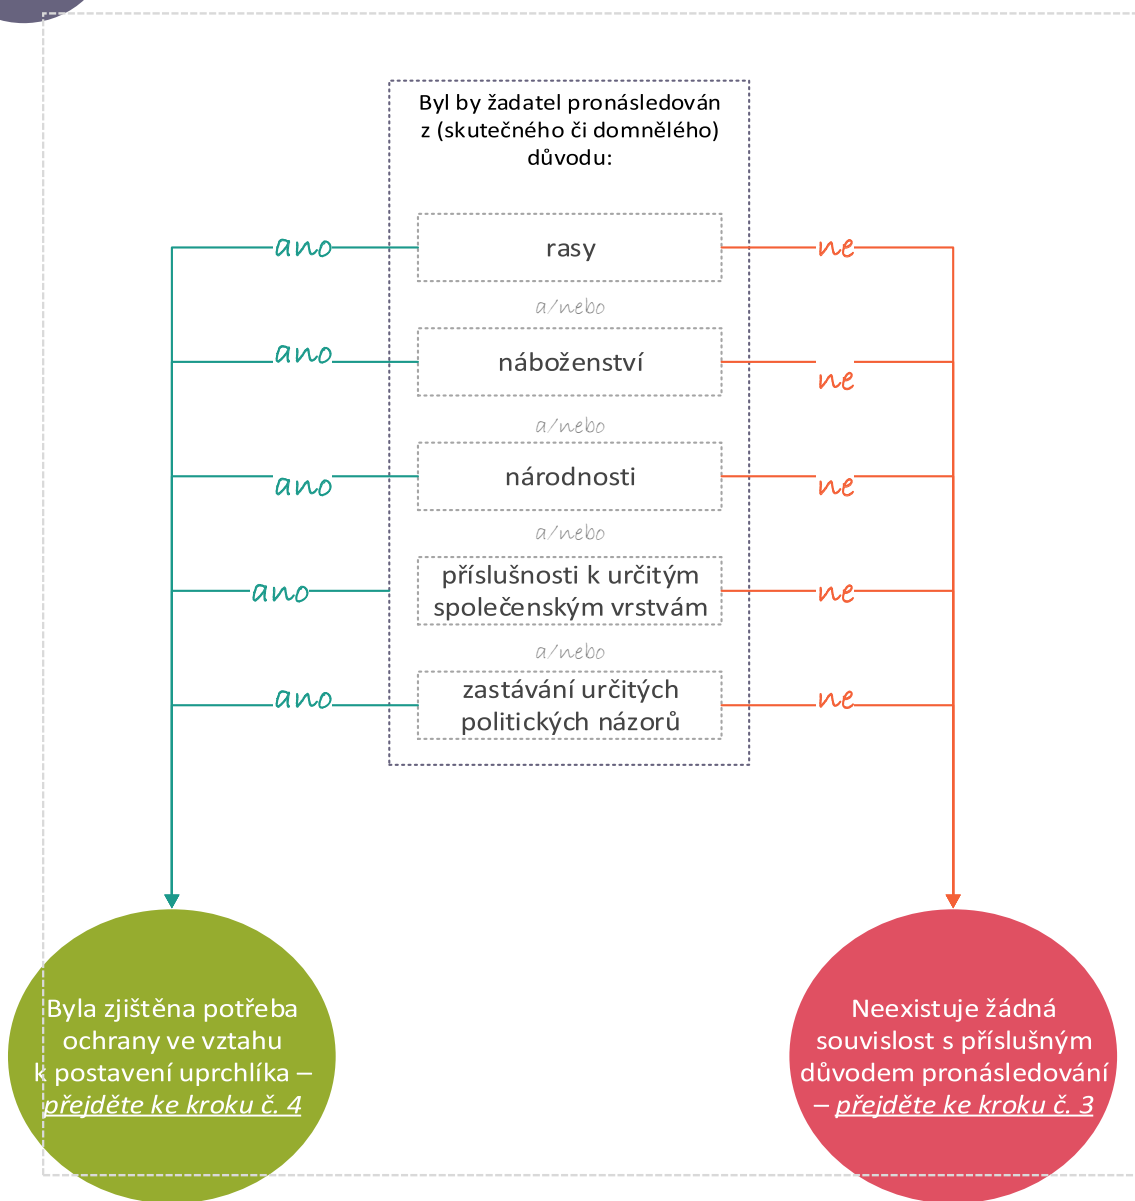 Byl by žadatel pronásledován
z (skutečného či domnělého)
důvodu:
ano
rasy
ne
a/nebo
ano
náboženství
ne
a/nebo
ano
národnosti
ne
a/nebo
ano
příslušnosti k určitým
společenským vrstvám
ne
a/nebo
ano
zastávání určitých
politických názorů
ne
Byla zjištěna potřeba
ochrany ve vztahu
k postavení uprchlíka –
přejděte ke kroku č. 4
Neexistuje žádná
souvislost s příslušným
důvodem pronásledování
– přejděte ke kroku č. 3